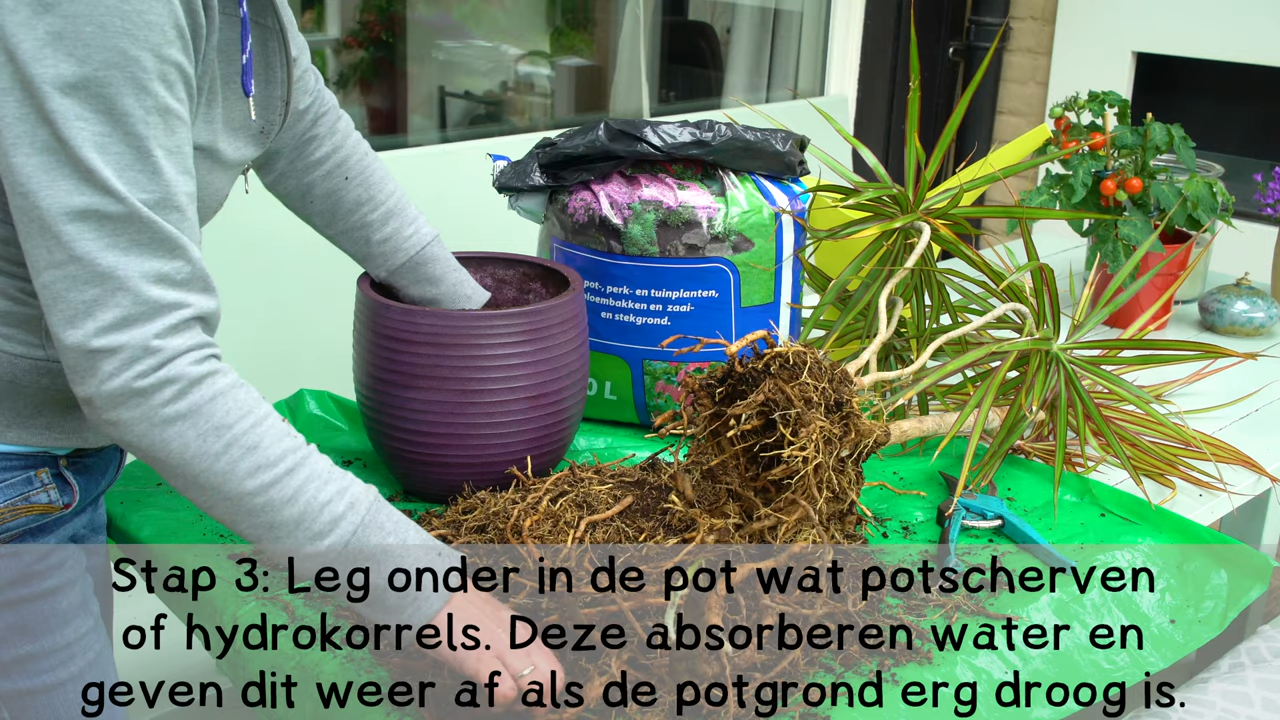 pot-, perk- en tuinplanten,
bloembakken en zaai-
en stekgrond.
0 L
Stap 3: Leg onder in de pot wat potscherven
of hydrokorrels. Deze absorberen water en
geven dit weer af als de potgrond erg droog is.